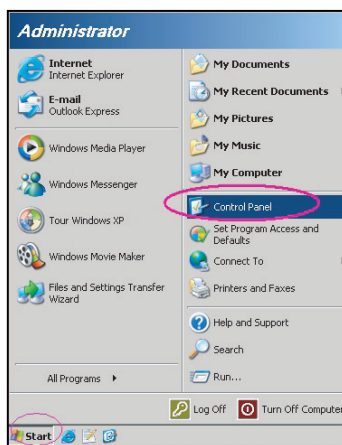 Administrator
Internet
Internet Explorer
E-mail
Outlook Express
Windows Media Player
Windows Messenger
Tour Windows XP
Windows Movie Maker
Files and Settings Transfer
Wizard
All Programs
My Documents
My Recent Documents
My Pictures
My Music
My Computer
Control Panel
Set Program Access and
Defaults
Connect To
Printers and Faxes
Help and Support
Search
Run...
Log Off
Turn Off Computer
Start